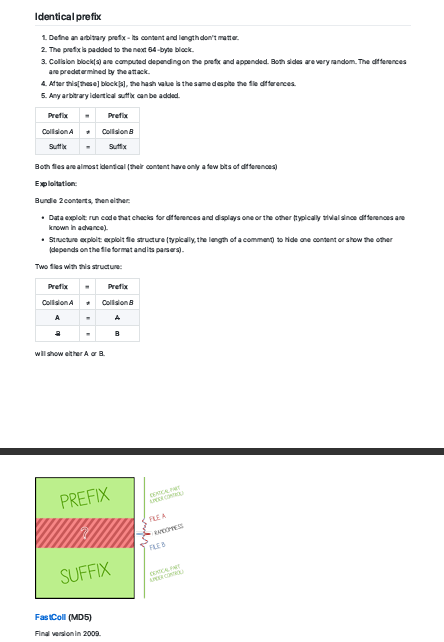 Identical prefix
1. Define an arbitrary prefix - its content and length don't matter.
2. The prefix is padded to the next 64-byte block.
3. Collision block[s] are computed depending on the prefix and appended. Both sides are very random. The differences
are predetermined by the attack.
4. After this[these] block[s], the hash value is the same despite the file differences.
5. Any arbitrary identical suffix can be added.
Prefix = Prefix
Collision A ≠ Collision B
Suffix = Suffix
Both files are almost identical (their content have only a few bits of differences)
Exploitation:
Bundle 2 contents, then either:
• Data exploit: run code that checks for differences and displays one or the other (typically trivial since differences are
known in advance).
• Structure exploit: exploit file structure (typically, the length of a comment) to hide one content or show the other
(depends on the file format and its parsers).
Two files with this structure:
Prefix = Prefix
Collision A ≠ Collision B
A = A
B = B
will show either A or B.
PREFIX
IDENTICAL PART
(UNDER CONTROL)
FILE A
?
RANDOMNESS
FILE B
SUFFIX
IDENTICAL PART
(UNDER CONTROL)
FastColl (MD5)
Final version in 2009.